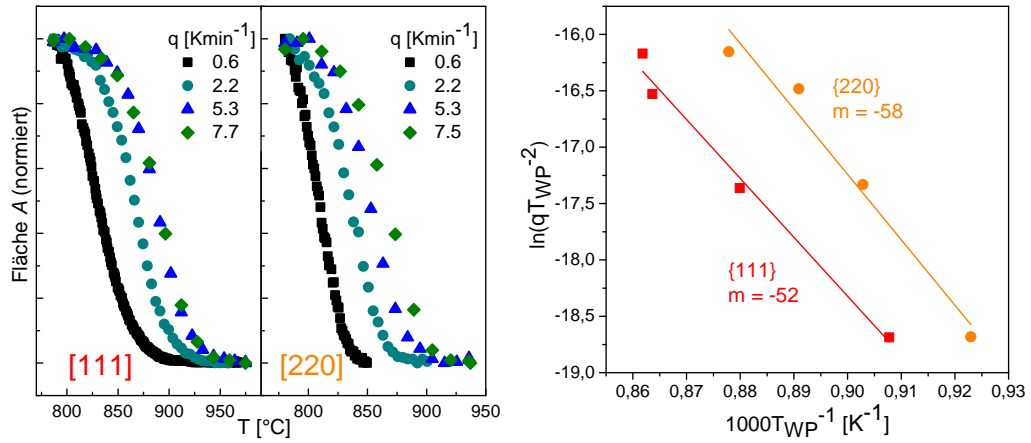 q [Kmin⁻¹]
0.6
2.2
5.3
7.7
[111]
q [Kmin⁻¹]
0.6
2.2
5.3
7.5
[220]
Fläche A (normiert)
800 850 900 950 800 850 900 950
T [°C]
-16,0
-16,5
-17,0
-17,5
-18,0
-18,5
-19,0
ln(qT_WP⁻²)
{220}
m = -58
{111}
m = -52
0,86 0,87 0,88 0,89 0,90 0,91 0,92 0,93
1000T_WP⁻¹ [K⁻¹]